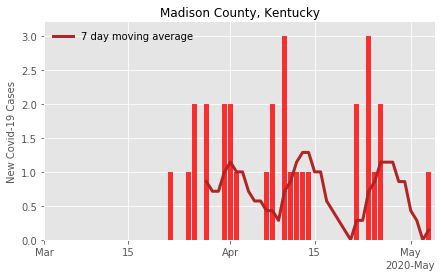 Madison County, Kentucky
7 day moving average
New Covid-19 Cases
3.0
2.5
2.0
1.5
1.0
0.5
0.0
Mar
15
Apr
15
May
2020-May